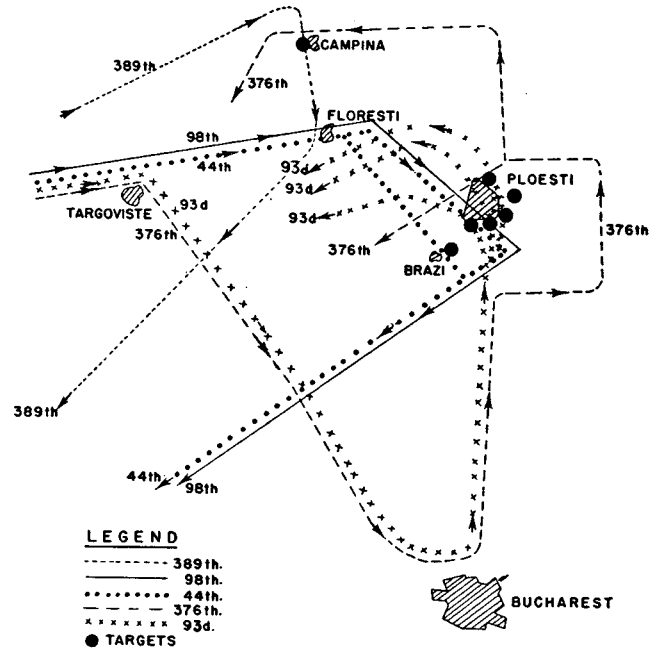 CAMPINA
389th
376th
FLORESTI
98th
44th
93d
93d
PLOESTI
TARGOVISTE
93d
93d
376th
376th
376th
BRAZI
389th
44th
98th
LEGEND
389th.
98th.
44th.
376th.
93d.
TARGETS
BUCHAREST